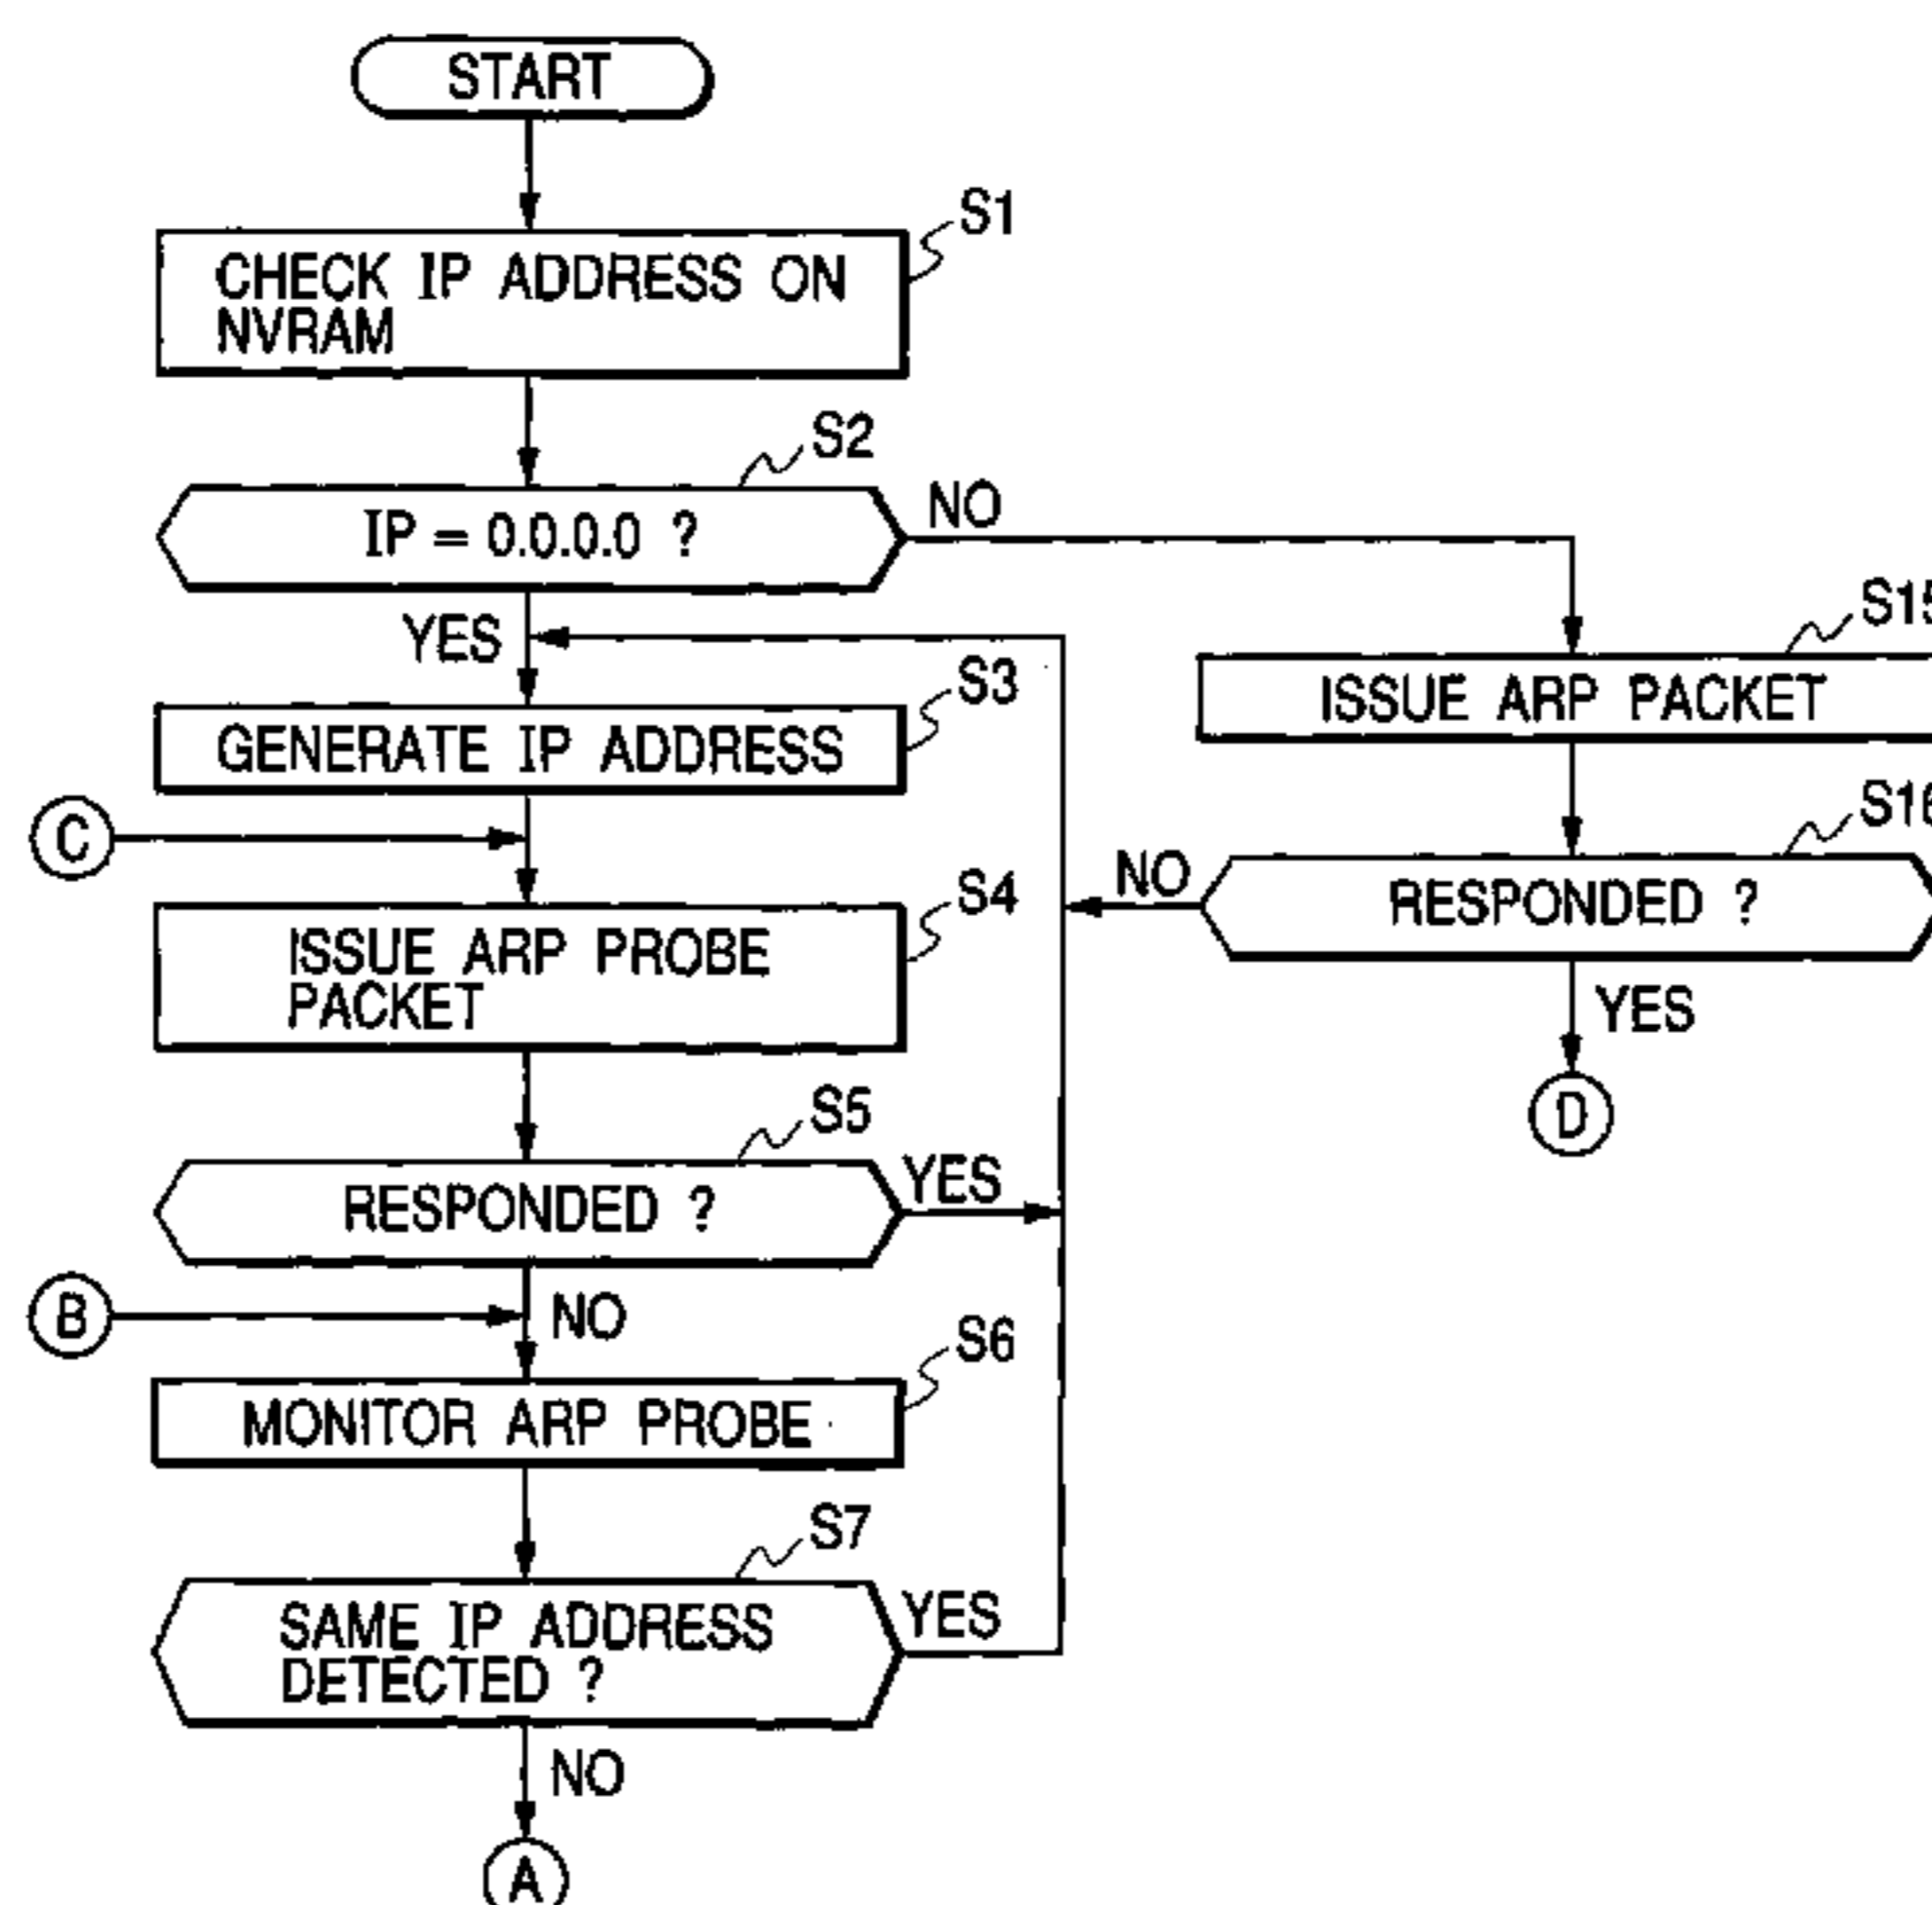 START
S1
CHECK IP ADDRESS ON
NVRAM
S2
IP = 0.0.0.0 ?
NO
YES
S3
GENERATE IP ADDRESS
C
S4
ISSUE ARP PROBE
PACKET
S5
RESPONDED ?
YES
B
NO
S6
MONITOR ARP PROBE
S7
SAME IP ADDRESS
DETECTED ?
YES
NO
A
S15
ISSUE ARP PACKET
S16
RESPONDED ?
NO
YES
D